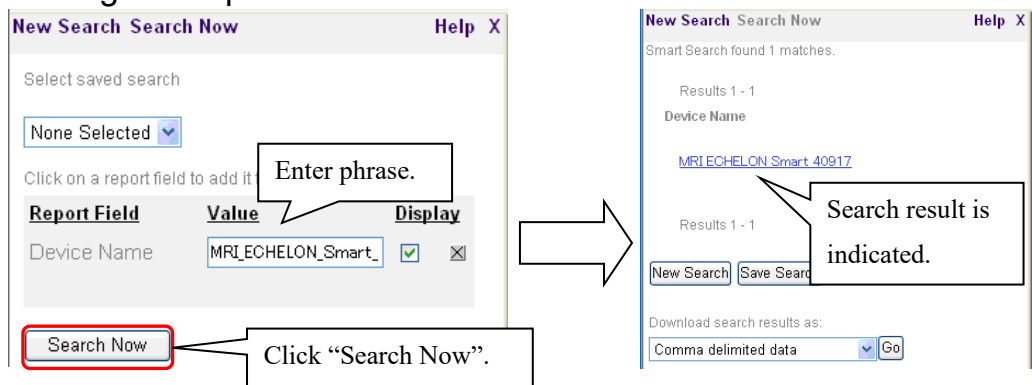 New Search Search Now Help X
Select saved search
None Selected
Click on a report field to add it
Enter phrase.
Report Field Value Display
Device Name MRI_ECHELON_Smart_
Search Now
Click “Search Now”.
New Search Search Now Help X
Smart Search found 1 matches.
Results 1 - 1
Device Name
MRI ECHELON Smart 40917
Search result is
indicated.
Results 1 - 1
New Search Save Searc
Download search results as:
Comma delimited data Go